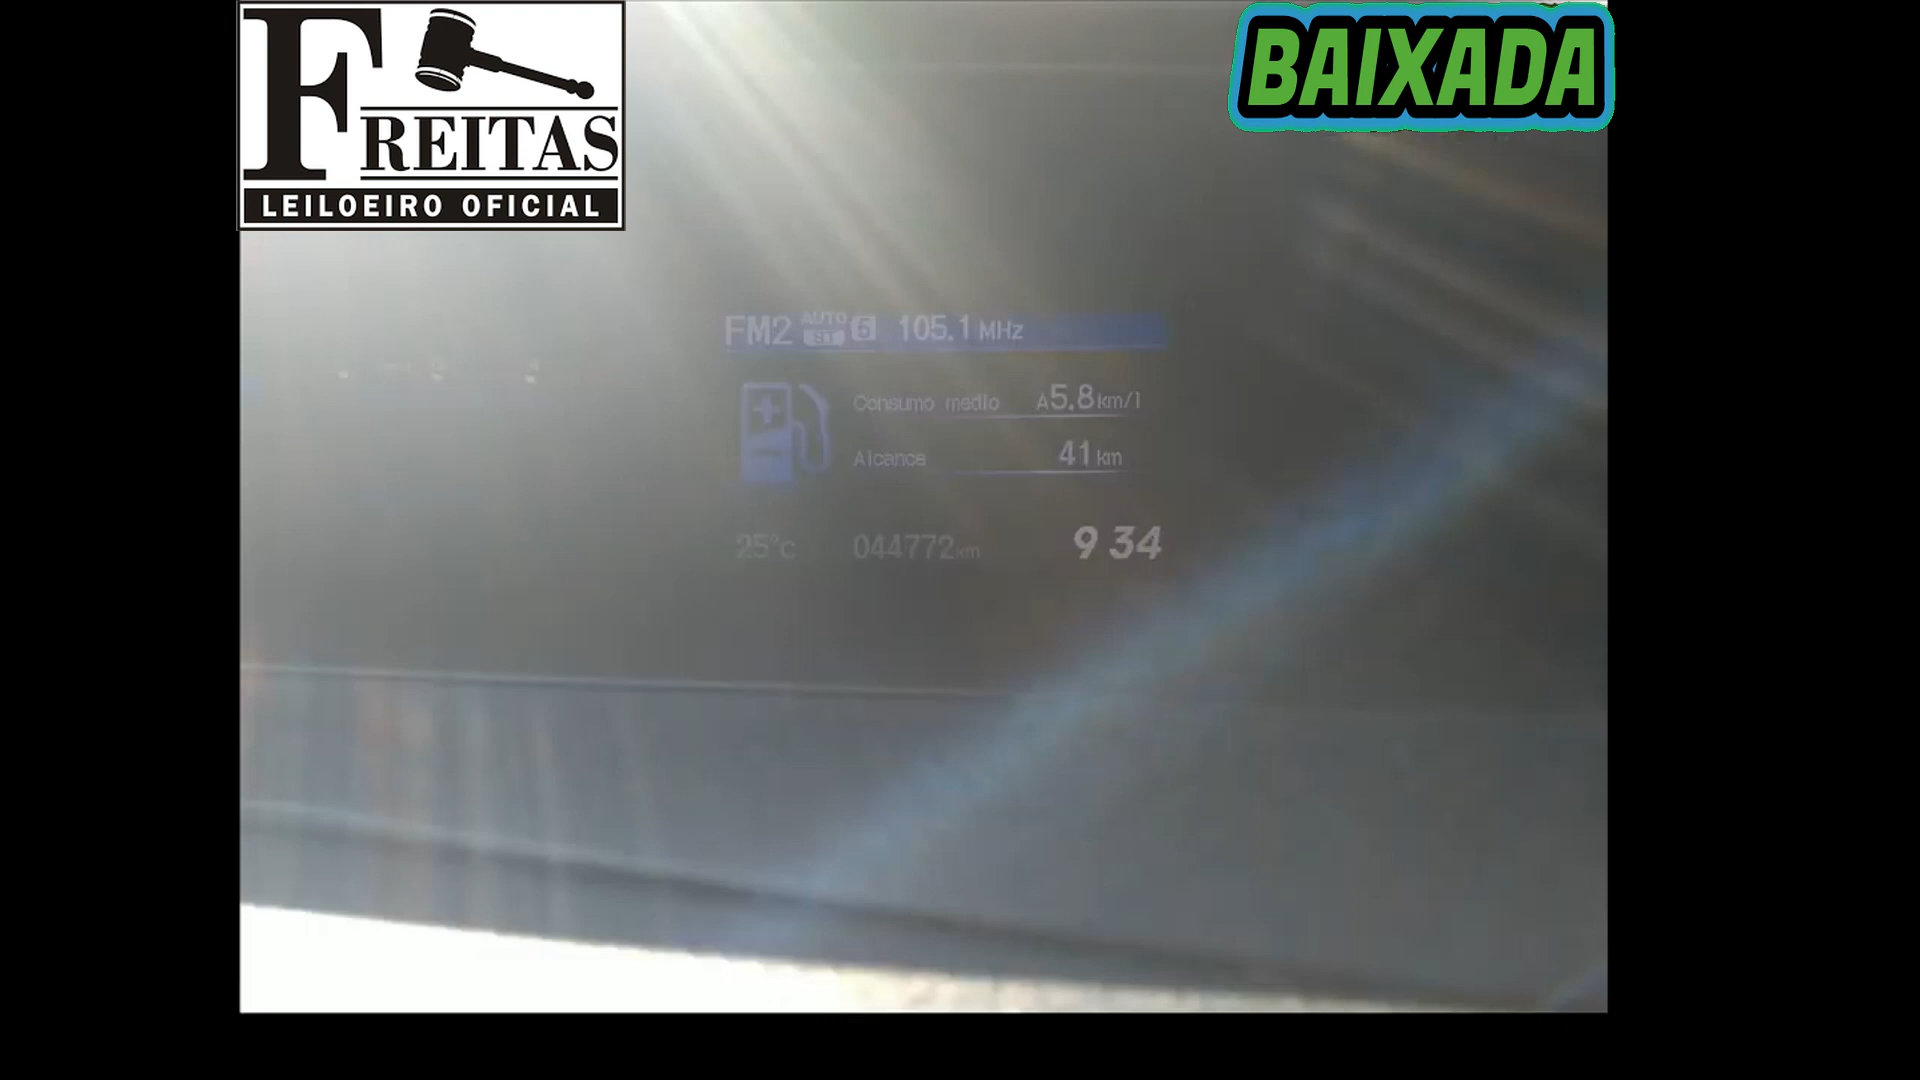 FREITAS
LEILOEIRO OFICIAL
BAIXADA
FM2 AUTO ST 5 105.1 MHz
Consumo medio A5.8 km/l
Alcance 41 km
25°c 044772 km 9 34